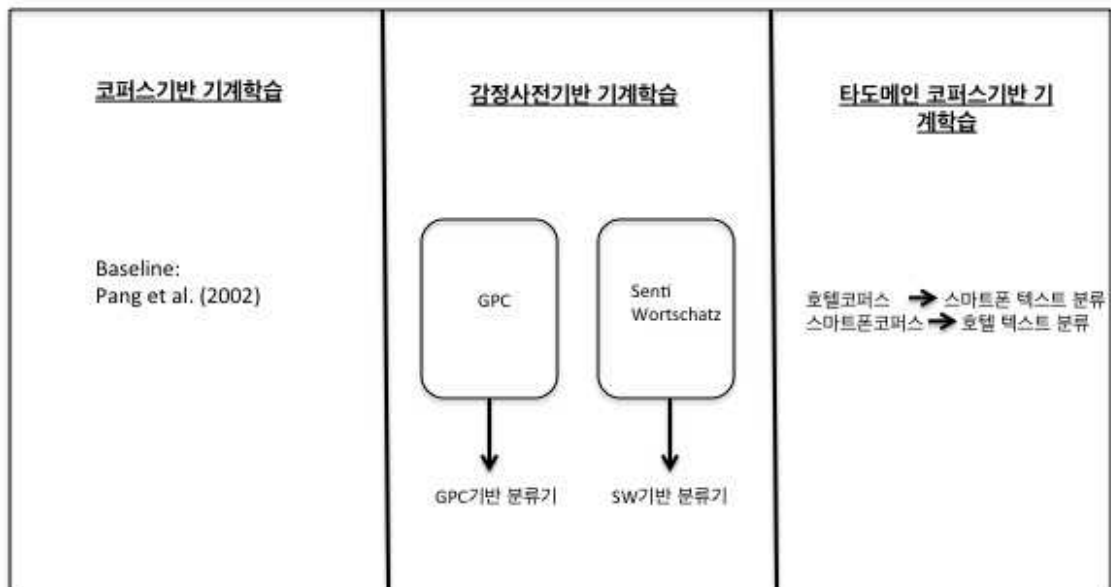 코퍼스기반 기계학습
Baseline:
Pang et al. (2002)
감정사전기반 기계학습
GPC
Senti
Wortschatz
GPC기반 분류기
SW기반 분류기
타도메인 코퍼스기반 기
계학습
호텔코퍼스 → 스마트폰 텍스트 분류
스마트폰코퍼스 → 호텔 텍스트 분류